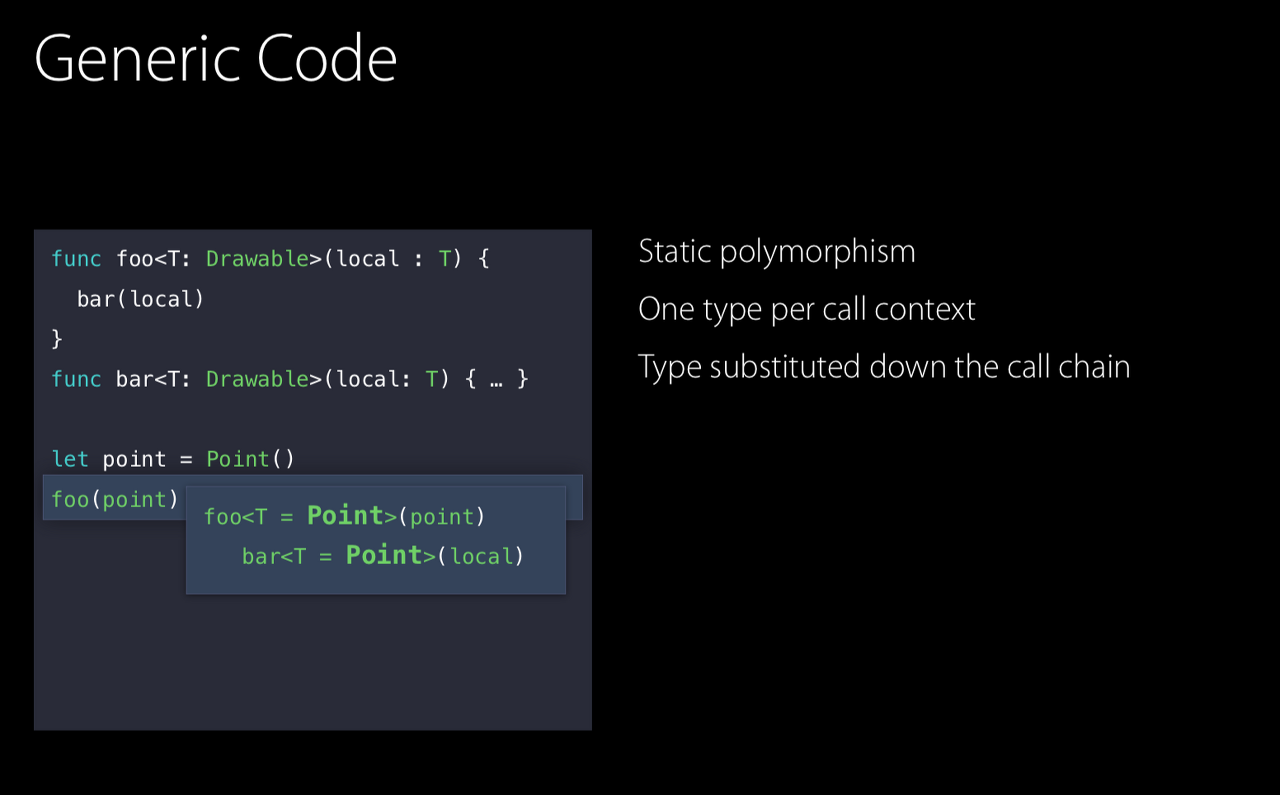 Generic Code
func foo<T: Drawable>(local : T) {
  bar(local)
}
func bar<T: Drawable>(local: T) { … }
let point = Point()
foo(point)
foo<T = Point>(point)
bar<T = Point>(local)
Static polymorphism
One type per call context
Type substituted down the call chain